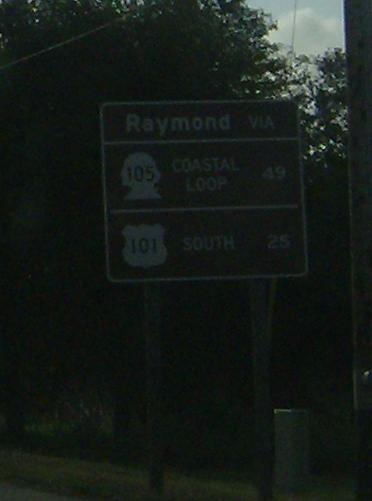 Raymond VIA
105 COASTAL LOOP 49
101 SOUTH 25